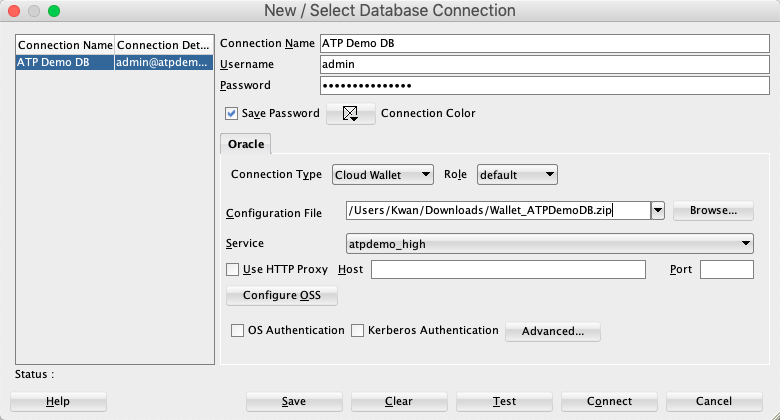 New / Select Database Connection
Connection Name Connection Det...
ATP Demo DB admin@atpdem...
Connection Name ATP Demo DB
Username admin
Password •••••••••••••••
Save Password Connection Color
Oracle
Connection Type Cloud Wallet Role default
Configuration File /Users/Kwan/Downloads/Wallet_ATPDemoDB.zip Browse...
Service atpdemo_high
Use HTTP Proxy Host Port
Configure OSS
OS Authentication Kerberos Authentication Advanced...
Status :
Help Save Clear Test Connect Cancel